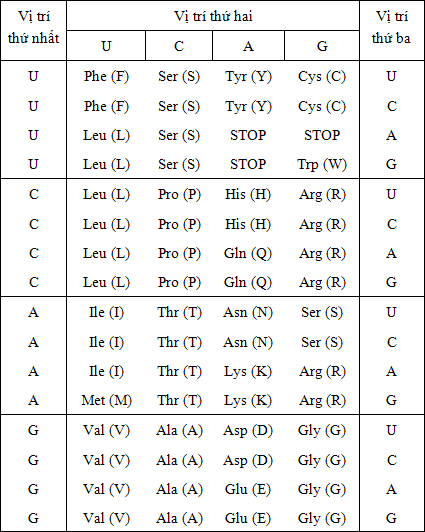 Vị trí thứ nhất Vị trí thứ hai Vị trí thứ ba
U C A G
U Phe (F) Ser (S) Tyr (Y) Cys (C) U
U Phe (F) Ser (S) Tyr (Y) Cys (C) C
U Leu (L) Ser (S) STOP STOP A
U Leu (L) Ser (S) STOP Trp (W) G
C Leu (L) Pro (P) His (H) Arg (R) U
C Leu (L) Pro (P) His (H) Arg (R) C
C Leu (L) Pro (P) Gln (Q) Arg (R) A
C Leu (L) Pro (P) Gln (Q) Arg (R) G
A Ile (I) Thr (T) Asn (N) Ser (S) U
A Ile (I) Thr (T) Asn (N) Ser (S) C
A Ile (I) Thr (T) Lys (K) Arg (R) A
A Met (M) Thr (T) Lys (K) Arg (R) G
G Val (V) Ala (A) Asp (D) Gly (G) U
G Val (V) Ala (A) Asp (D) Gly (G) C
G Val (V) Ala (A) Glu (E) Gly (G) A
G Val (V) Ala (A) Glu (E) Gly (G) G